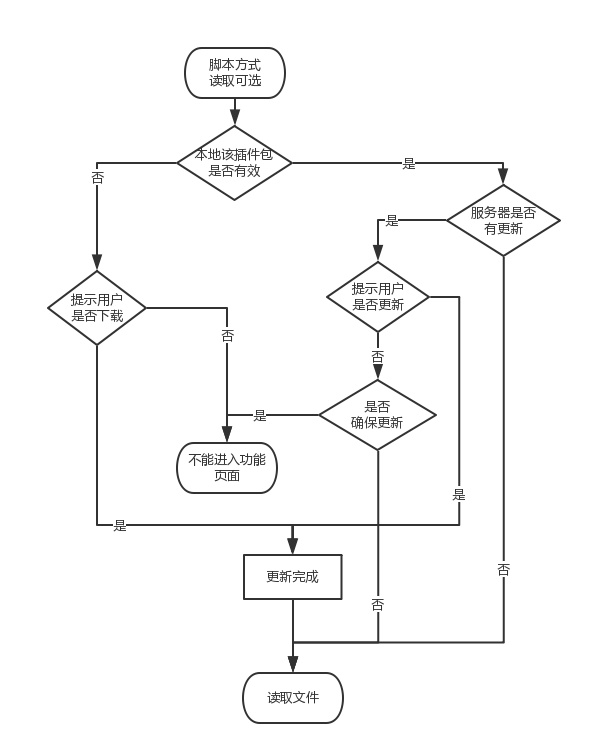 脚本方式
读取可选
本地该插件包
是否有效
否
是
服务器是否
有更新
是
提示用户
是否下载
提示用户
是否更新
否
否
是否
确保更新
是
不能进入功能
页面
是
是
更新完成
否
否
读取文件